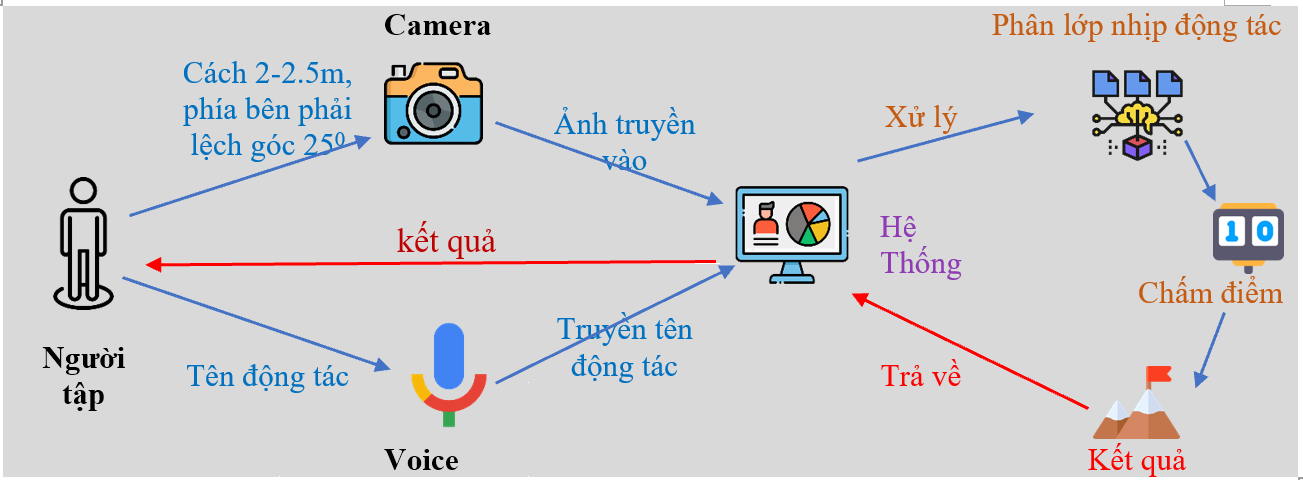 Camera
Cách 2-2.5m,
phía bên phải
lệch góc 25⁰
Ảnh truyền
vào
Xử lý
Phân lớp nhịp động tác
10
Chấm điểm
Hệ
Thống
kết quả
Người
tập
Tên động tác
Truyền tên
động tác
Voice
Trả về
Kết quả